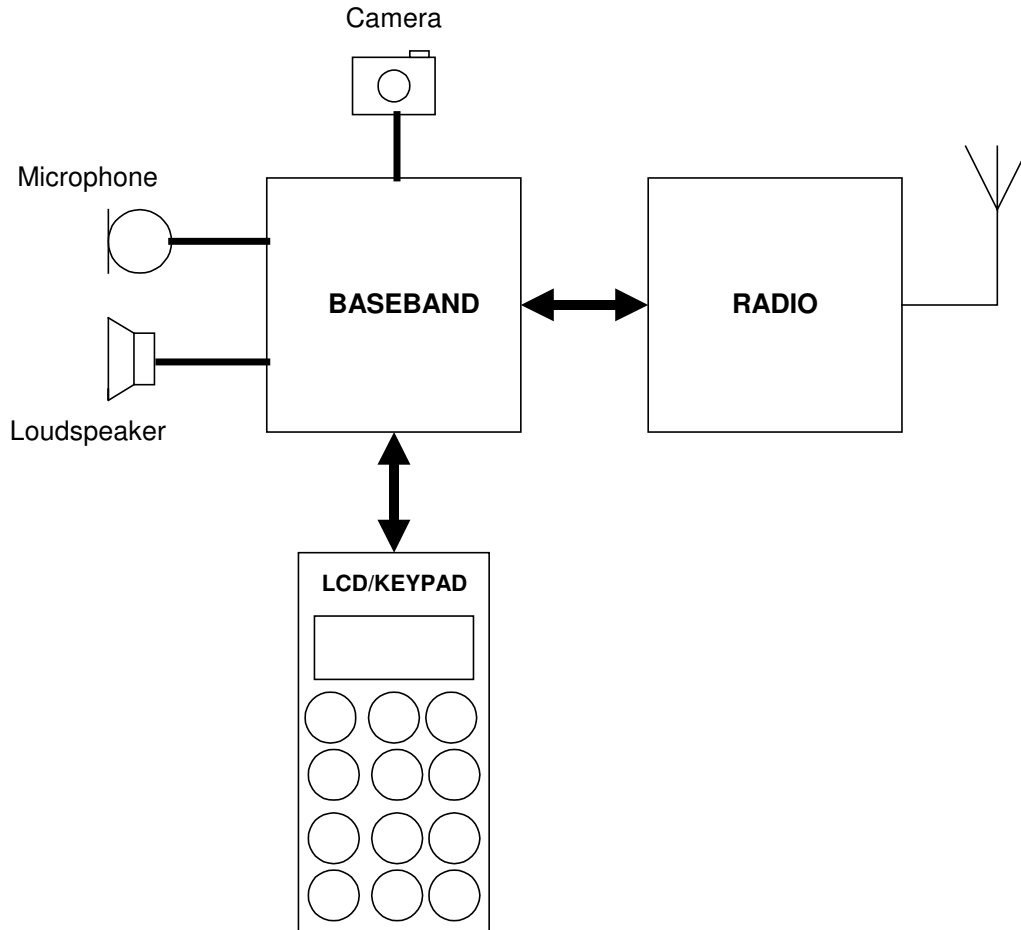 Camera
Microphone
BASEBAND
RADIO
Loudspeaker
LCD/KEYPAD